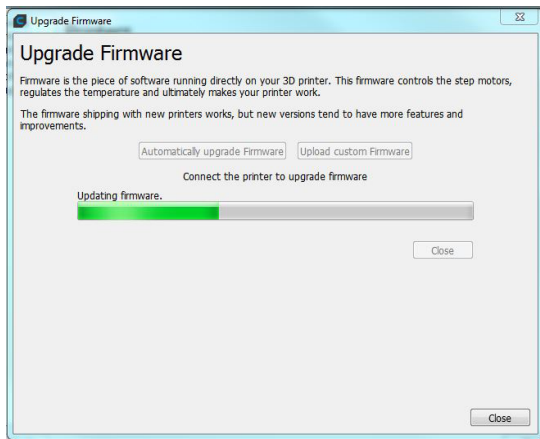 Upgrade Firmware
Upgrade Firmware
Firmware is the piece of software running directly on your 3D printer. This firmware controls the step motors,
regulates the temperature and ultimately makes your printer work.
The firmware shipping with new printers works, but new versions tend to have more features and
improvements.
Automatically upgrade Firmware Upload custom Firmware
Connect the printer to upgrade firmware
Updating firmware.
Close
Close